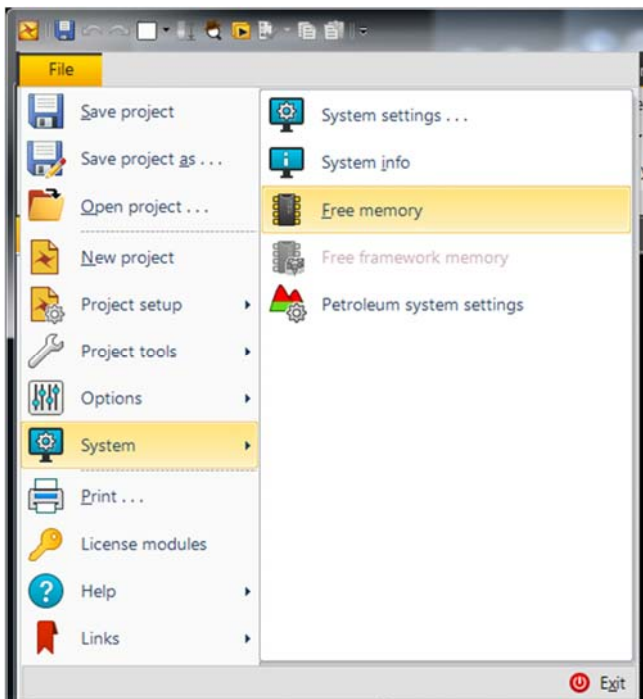 File
Save project
Save project as . . .
Open project . . .
New project
Project setup
Project tools
Options
System
Print . . .
License modules
Help
Links
System settings . . .
System info
Free memory
Free framework memory
Petroleum system settings
Exit